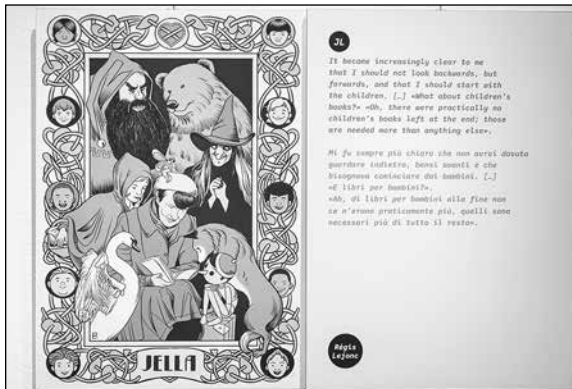 JELLA
JL
It became increasingly clear to me
that I should not look backwards, but
forwards, and that I should start with
the children. […] «What about children's
books?» «Oh, there were practically no
children's books left at the end; those
are needed more than anything else».
Mi fu sempre più chiaro che non avrei dovuto
guardare indietro, bensì avanti e che
bisognava cominciare dai bambini. […]
«E libri per bambini?».
«Ah, di libri per bambini alla fine non
ce n'erano praticamente più, quelli sono
necessari più di tutto il resto».
Régis
Lejonc